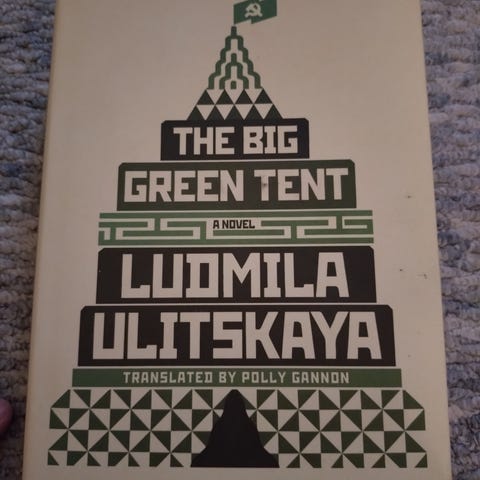 THE BIG
GREEN TENT
A NOVEL
LUDMILA
ULITSKAYA
TRANSLATED BY POLLY GANNON